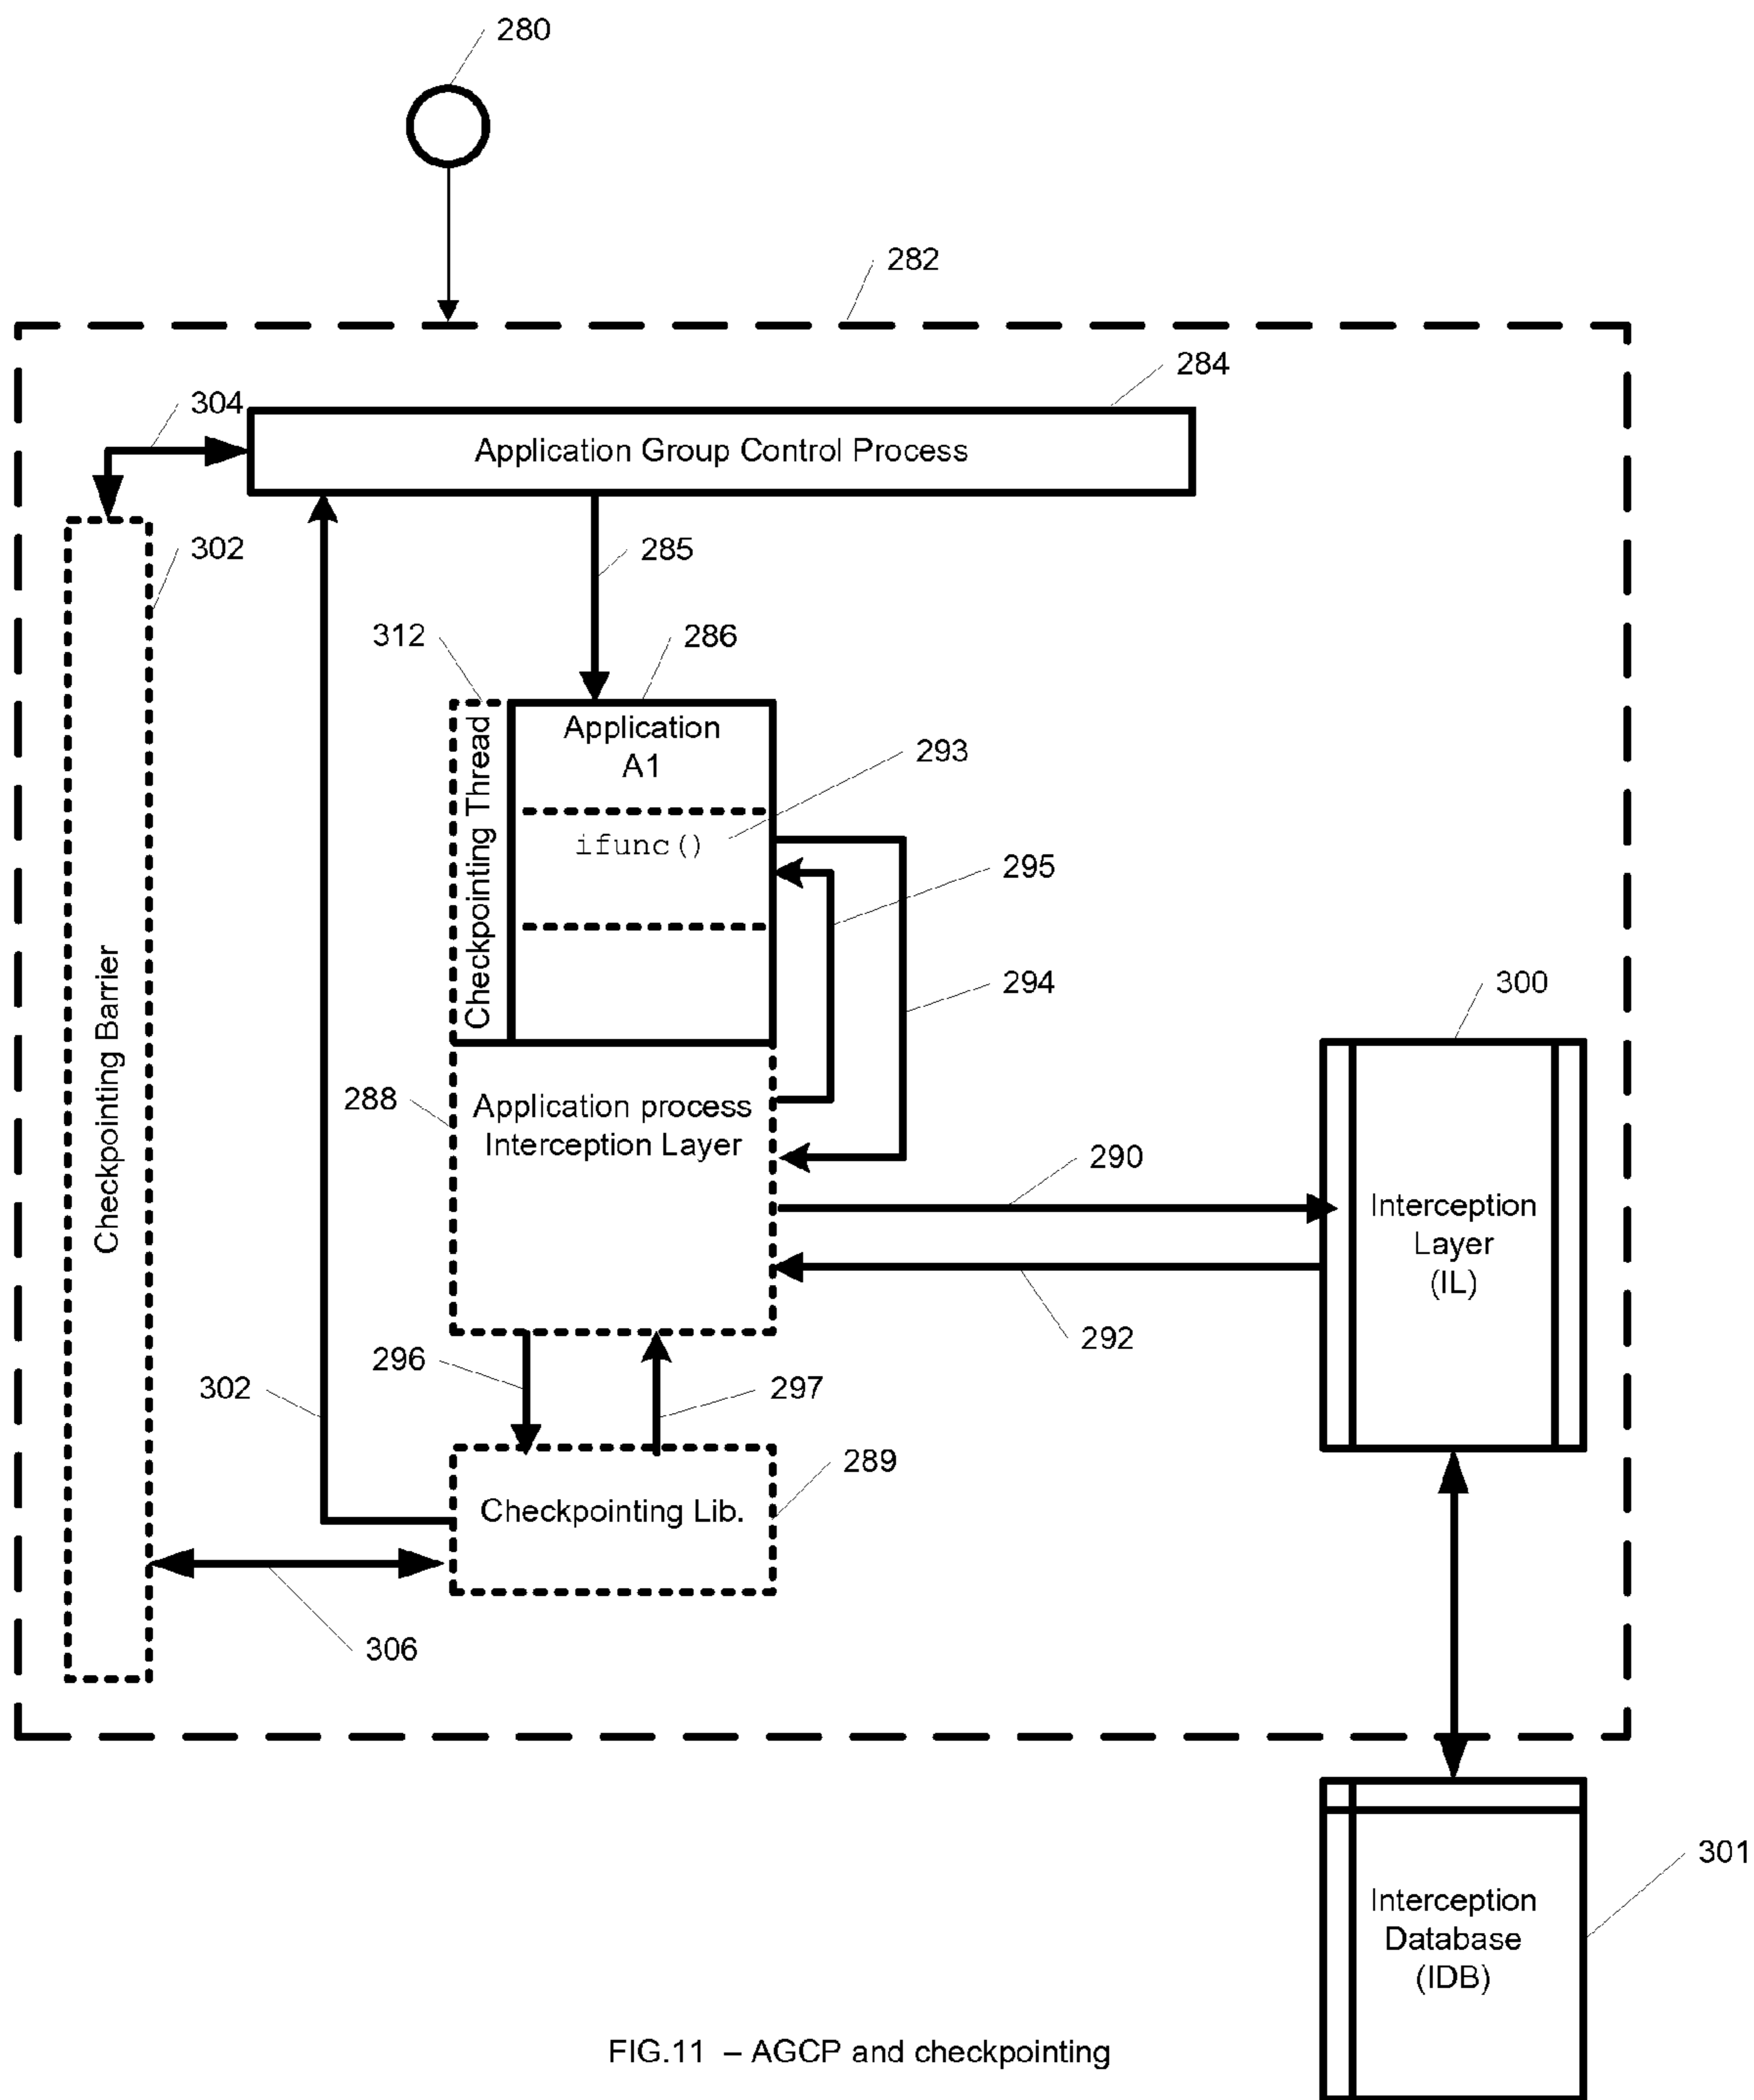 280
282
284
304
Application Group Control Process
302
285
312
286
Checkpointing Thread
Application
A1
293
ifunc()
295
294
300
Checkpointing Barrier
288
Application process
Interception Layer
290
Interception
Layer
(IL)
292
296
302
297
289
Checkpointing Lib.
306
301
Interception
Database
(IDB)
FIG.11 – AGCP and checkpointing